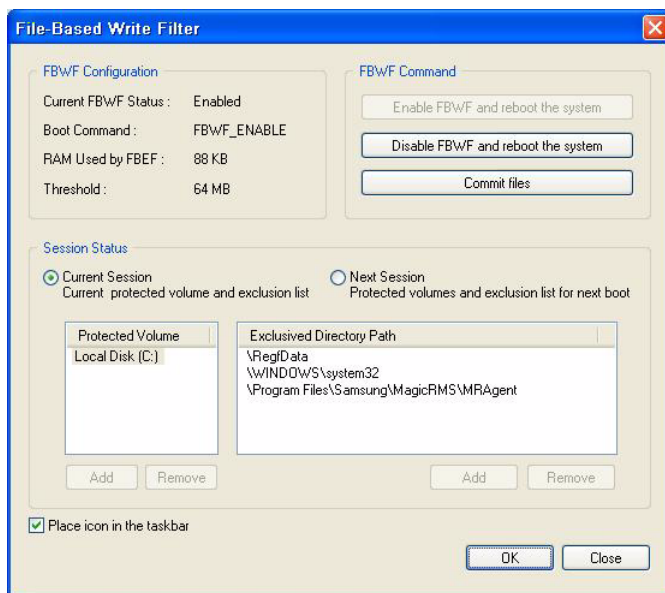 File-Based Write Filter
FBWF Configuration
Current FBWF Status : Enabled
Boot Command : FBWF_ENABLE
RAM Used by FBEF : 88 KB
Threshold : 64 MB
FBWF Command
Enable FBWF and reboot the system
Disable FBWF and reboot the system
Commit files
Session Status
Current Session
Current protected volume and exclusion list
Next Session
Protected volumes and exclusion list for next boot
Protected Volume
Local Disk (C:)
Exclusived Directory Path
\RegfData
\WINDOWS\system32
\Program Files\Samsung\MagicRMS\MRAgent
Add Remove
Add Remove
Place icon in the taskbar
OK Close